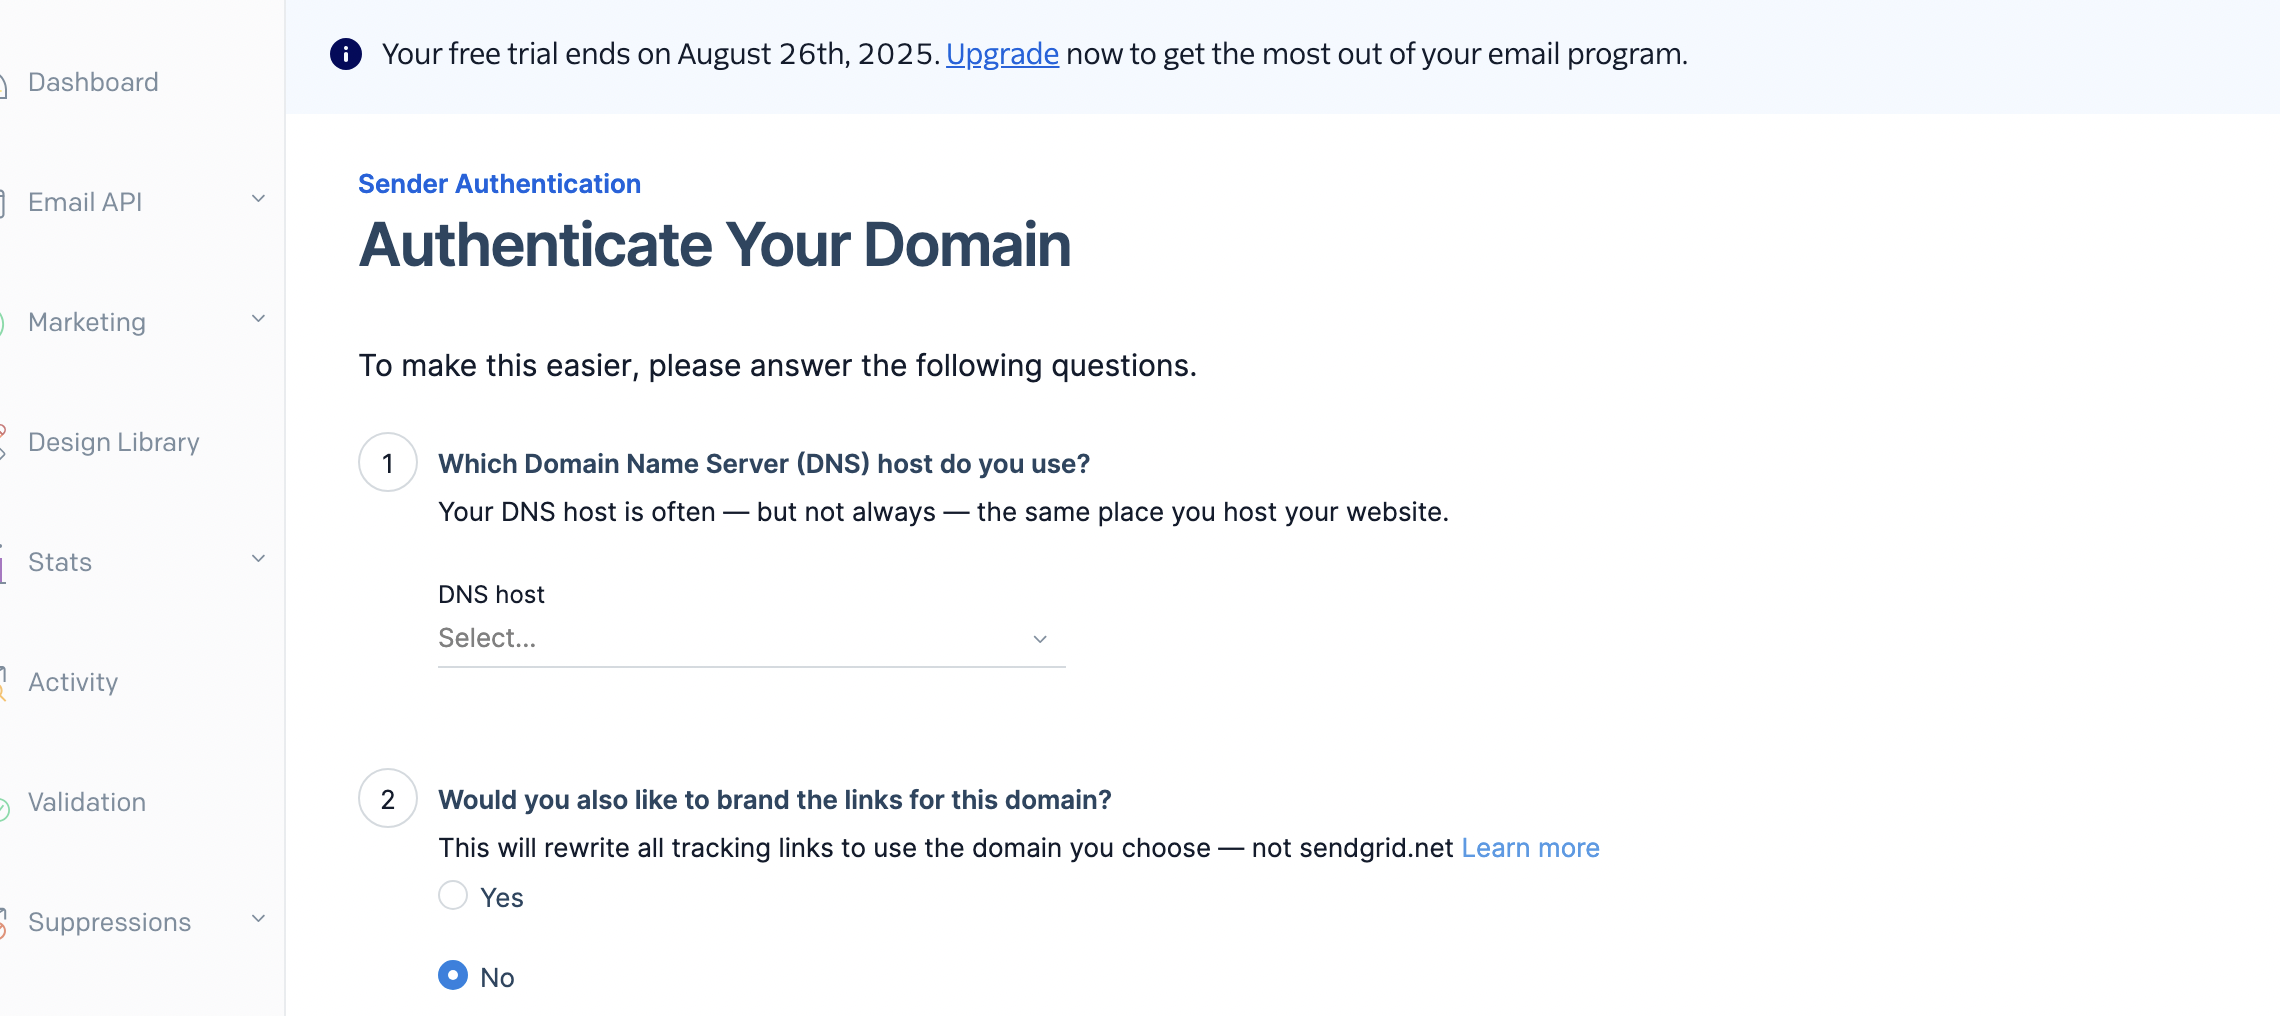 Your free trial ends on August 26th, 2025. Upgrade now to get the most out of your email program.
Dashboard
Email API
Marketing
Design Library
Stats
Activity
Validation
Suppressions
Sender Authentication
Authenticate Your Domain
To make this easier, please answer the following questions.
1
Which Domain Name Server (DNS) host do you use?
Your DNS host is often — but not always — the same place you host your website.
DNS host
Select...
2
Would you also like to brand the links for this domain?
This will rewrite all tracking links to use the domain you choose — not sendgrid.net Learn more
Yes
No